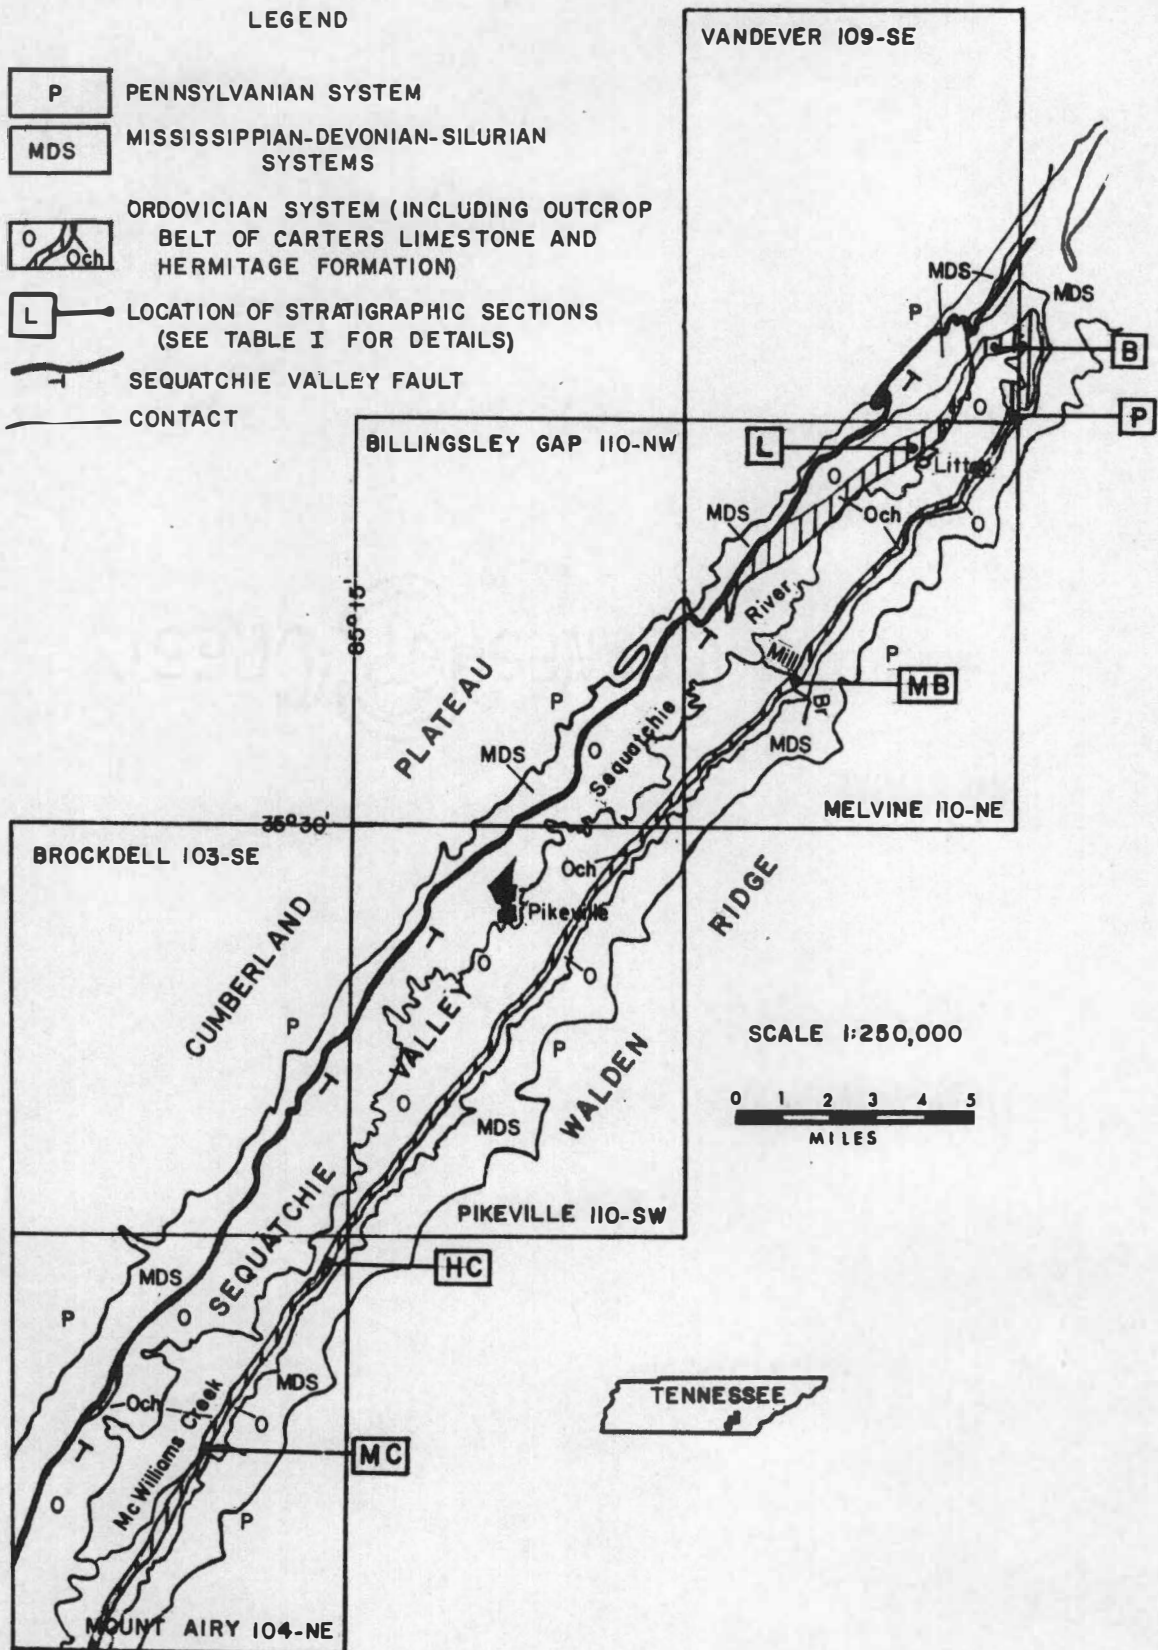 LEGEND
P PENNSYLVANIAN SYSTEM
MDS MISSISSIPPIAN-DEVONIAN-SILURIAN
SYSTEMS
O Och ORDOVICIAN SYSTEM (INCLUDING OUTCROP
BELT OF CARTERS LIMESTONE AND
HERMITAGE FORMATION)
L LOCATION OF STRATIGRAPHIC SECTIONS
(SEE TABLE I FOR DETAILS)
SEQUATCHIE VALLEY FAULT
CONTACT
VANDEVER 109-SE
MDS
MDS
P
B
O
P
BILLINGSLEY GAP 110-NW
L
Litton
O
MDS
Och
O
85°15'
River
P
Mill
MB
Br
P
PLATEAU
MDS
O
Sequatchie
MDS
35°30'
MELVINE 110-NE
BROCKDELL 103-SE
Och
RIDGE
Pikeville
CUMBERLAND
O
O
P
VALLEY
P
WALDEN
SCALE 1:250,000
0 1 2 3 4 5
MILES
O
MDS
SEQUATCHIE
PIKEVILLE 110-SW
HC
MDS
P
O
MDS
TENNESSEE
Och
O
McWilliams Creek
MC
O
P
MOUNT AIRY 104-NE